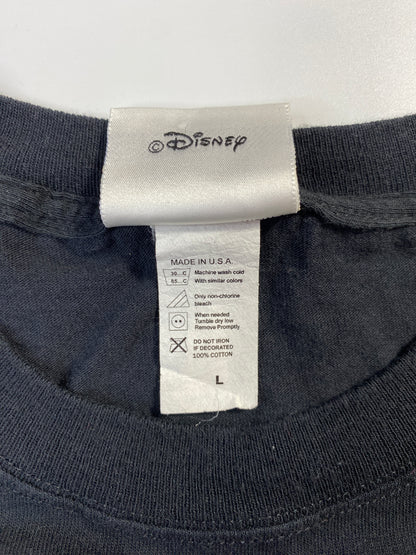 ©Disney
MADE IN U.S.A.
30...C Machine wash cold
65...C With similar colors
Only non-chlorine
bleach
When needed
Tumble dry low
Remove Promptly
DO NOT IRON
IF DECORATED
100% COTTON
L